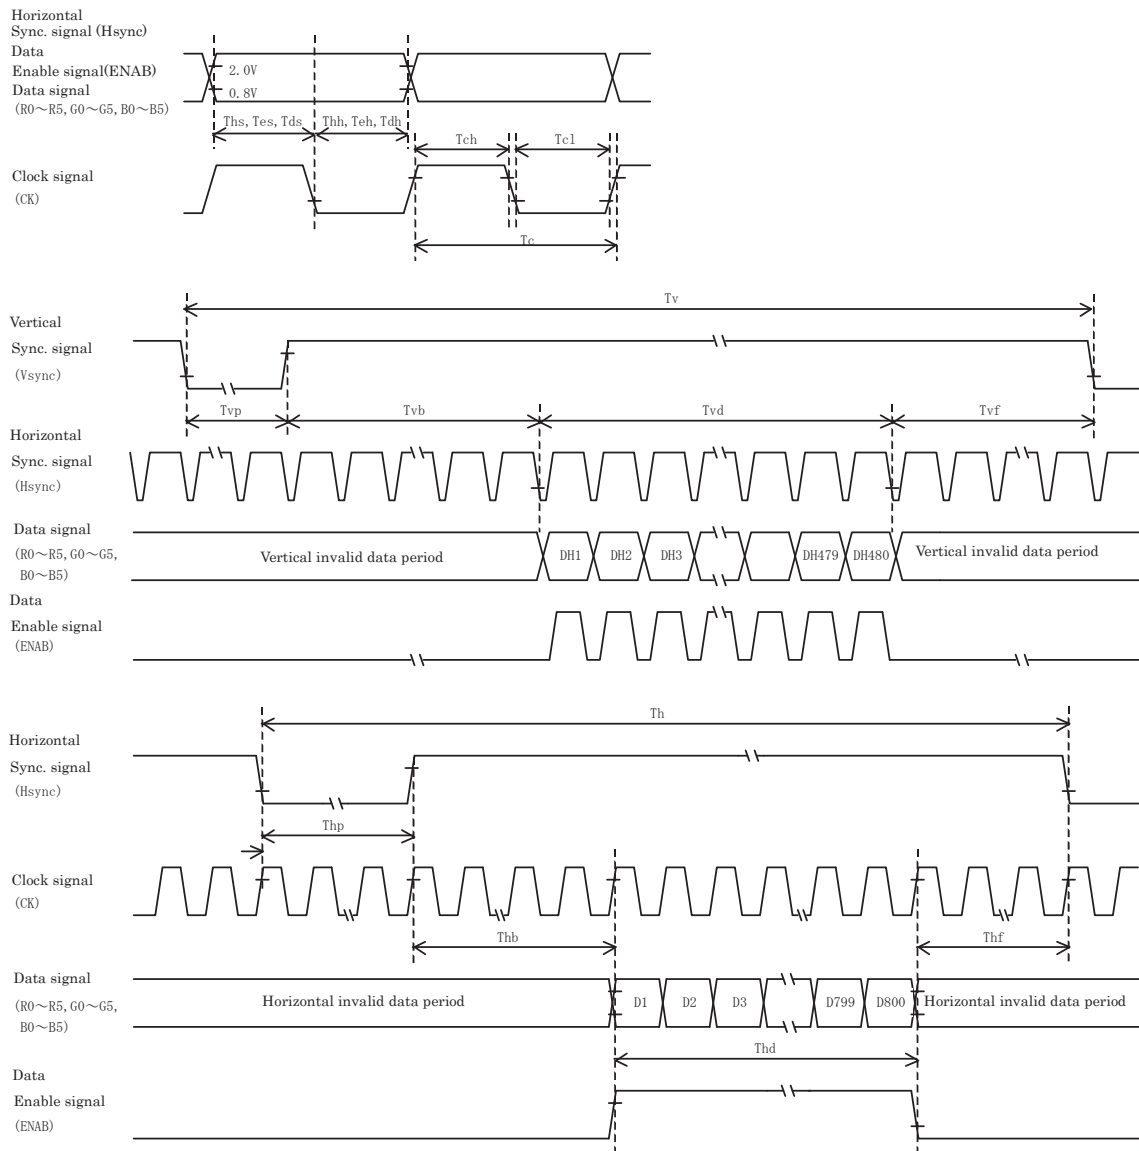 Horizontal
Sync. signal (Hsync)
Data
Enable signal(ENAB)
Data signal
(R0～R5,G0～G5,B0～B5)
2.0V
0.8V
Ths, Tes, Tds
Thh, Teh, Tdh
Tch
Tcl
Clock signal
(CK)
Tc
Tv
Vertical
Sync. signal
(Vsync)
Tvp
Tvb
Tvd
Tvf
Horizontal
Sync. signal
(Hsync)
Data signal
(R0～R5,G0～G5,
B0～B5)
Vertical invalid data period
DH1
DH2
DH3
DH479
DH480
Vertical invalid data period
Data
Enable signal
(ENAB)
Th
Horizontal
Sync. signal
(Hsync)
Thp
Clock signal
(CK)
Thb
Thf
Data signal
(R0～R5,G0～G5,
B0～B5)
Horizontal invalid data period
D1
D2
D3
D799
D800
Horizontal invalid data period
Thd
Data
Enable signal
(ENAB)